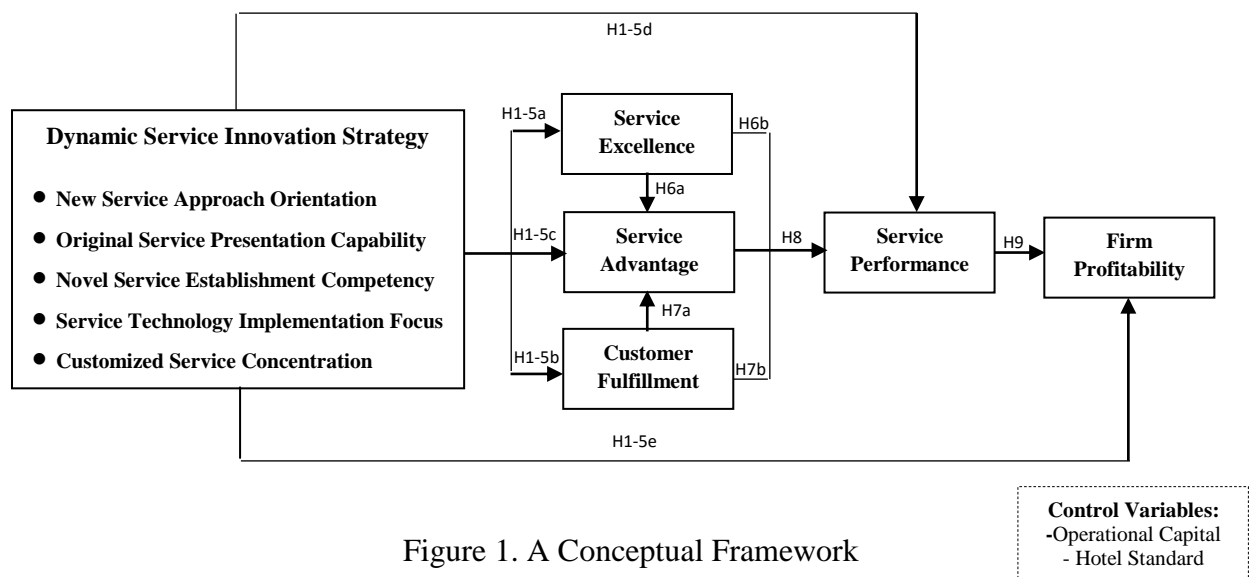 H1-5d
Dynamic Service Innovation Strategy
● New Service Approach Orientation
● Original Service Presentation Capability
● Novel Service Establishment Competency
● Service Technology Implementation Focus
● Customized Service Concentration
H1-5a
H1-5c
H1-5b
Service
Excellence
H6a
Service
Advantage
H7a
Customer
Fulfillment
H6b
H8
H7b
Service
Performance
H9
Firm
Profitability
H1-5e
Control Variables:
-Operational Capital
- Hotel Standard
Figure 1. A Conceptual Framework